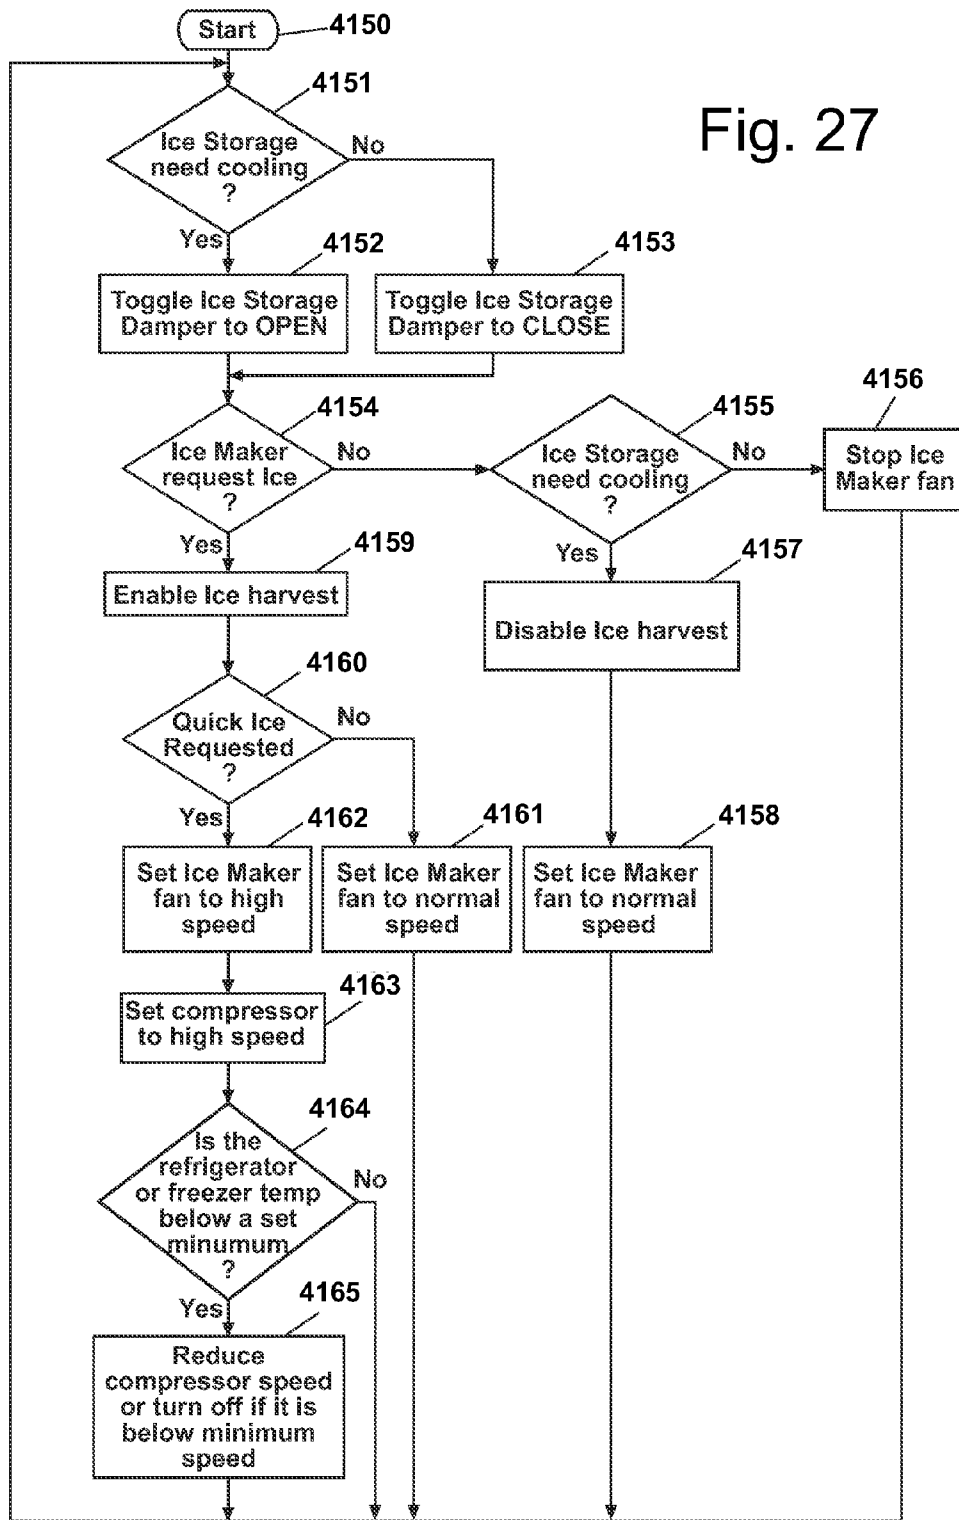 Start
4150
4151
Fig. 27
Ice Storage
need cooling
?
No
Yes
4152
4153
Toggle Ice Storage
Damper to OPEN
Toggle Ice Storage
Damper to CLOSE
4154
4155
4156
Ice Maker
request Ice
?
No
Ice Storage
need cooling
?
No
Stop Ice
Maker fan
Yes
4159
Yes
4157
Enable Ice harvest
Disable Ice harvest
4160
Quick Ice
Requested
?
No
Yes
4162
4161
4158
Set Ice Maker
fan to high
speed
Set Ice Maker
fan to normal
speed
Set Ice Maker
fan to normal
speed
4163
Set compressor
to high speed
4164
Is the
refrigerator
or freezer temp
below a set
minumum
?
No
Yes
4165
Reduce
compressor speed
or turn off if it is
below minimum
speed